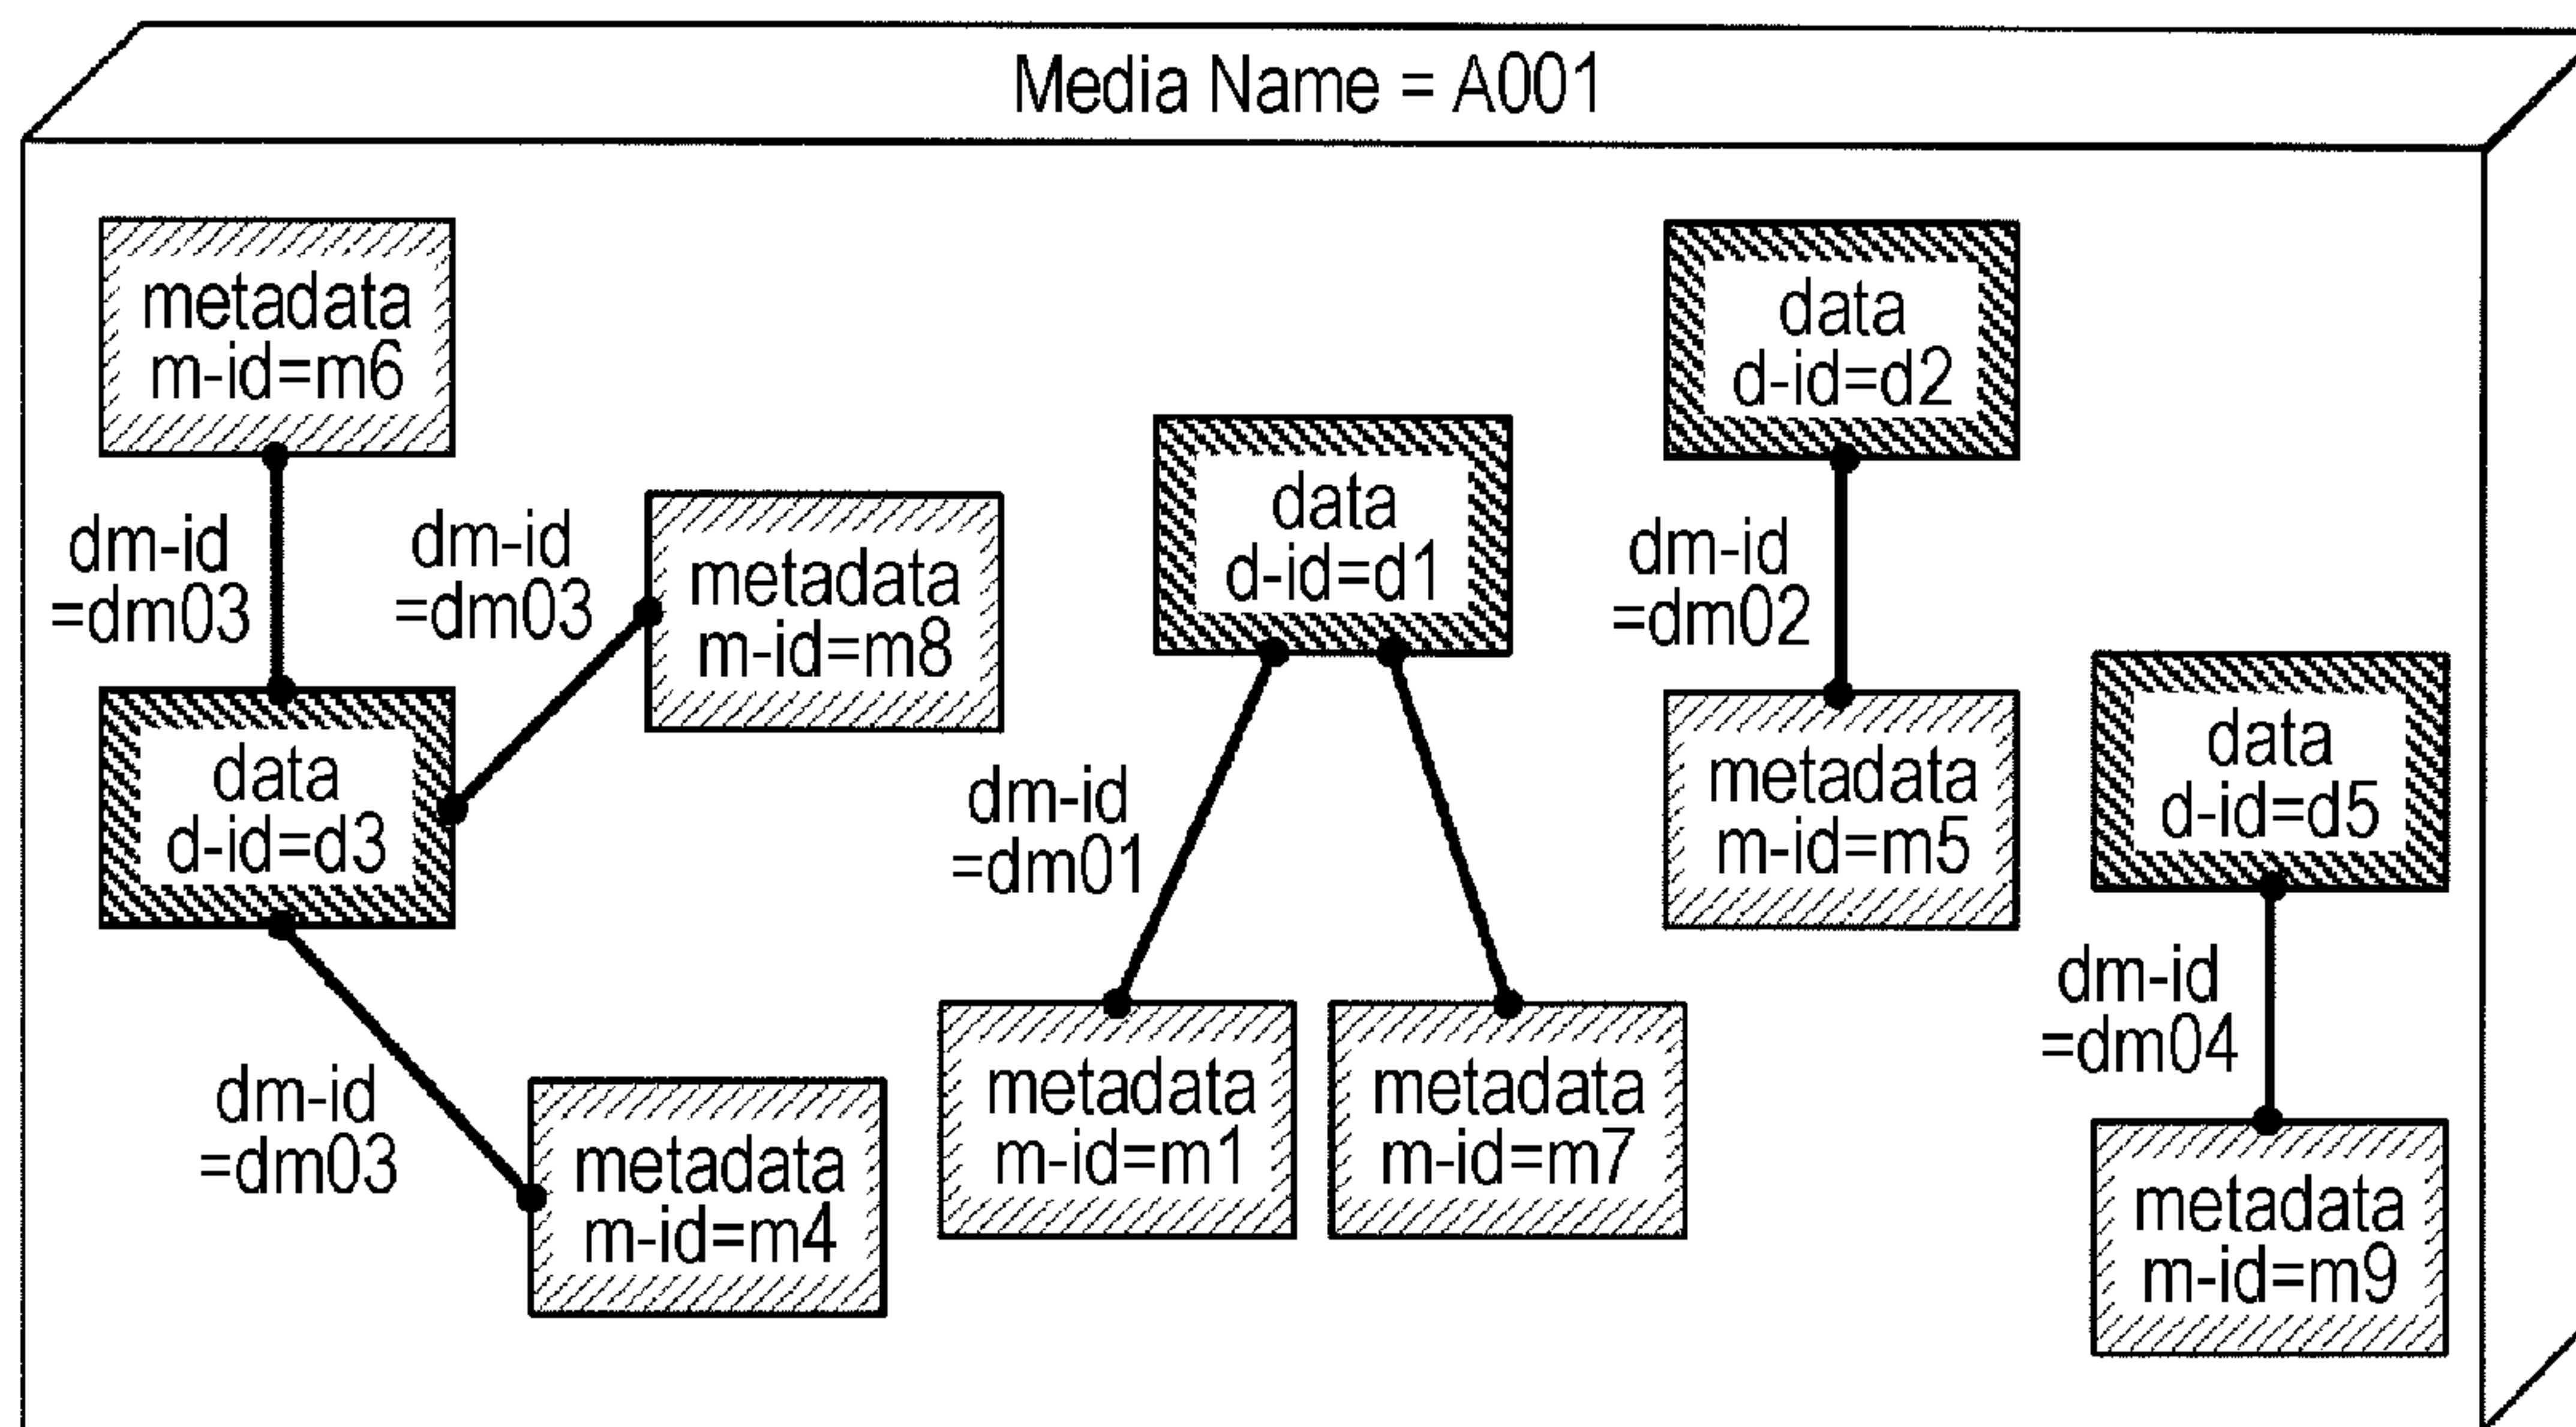 Media Name = A001
metadata
m-id=m6
dm-id
=dm03
dm-id
=dm03
metadata
m-id=m8
data
d-id=d3
dm-id
=dm03
metadata
m-id=m4
data
d-id=d1
dm-id
=dm01
metadata
m-id=m1
metadata
m-id=m7
data
d-id=d2
dm-id
=dm02
metadata
m-id=m5
data
d-id=d5
dm-id
=dm04
metadata
m-id=m9